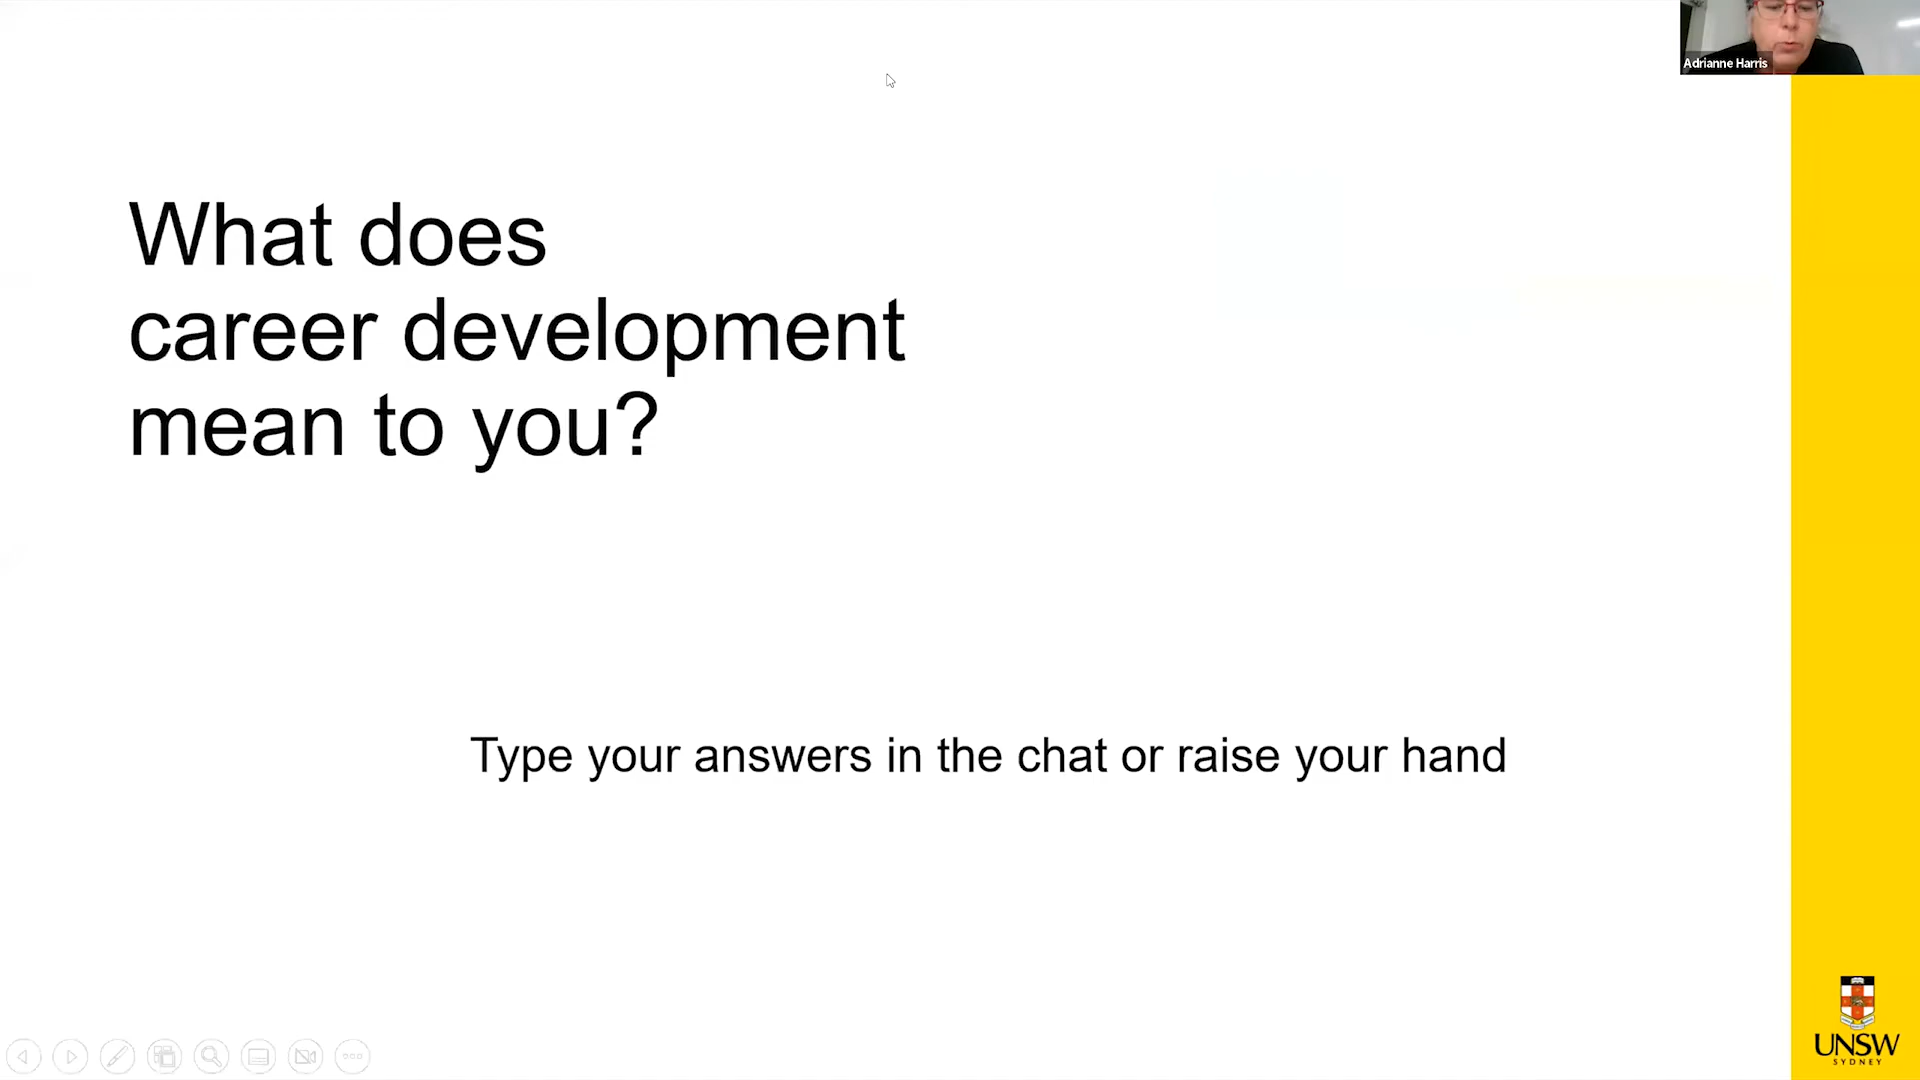 Adrianne Harris
What does
career development
mean to you?
Type your answers in the chat or raise your hand
UNSW
SYDNEY